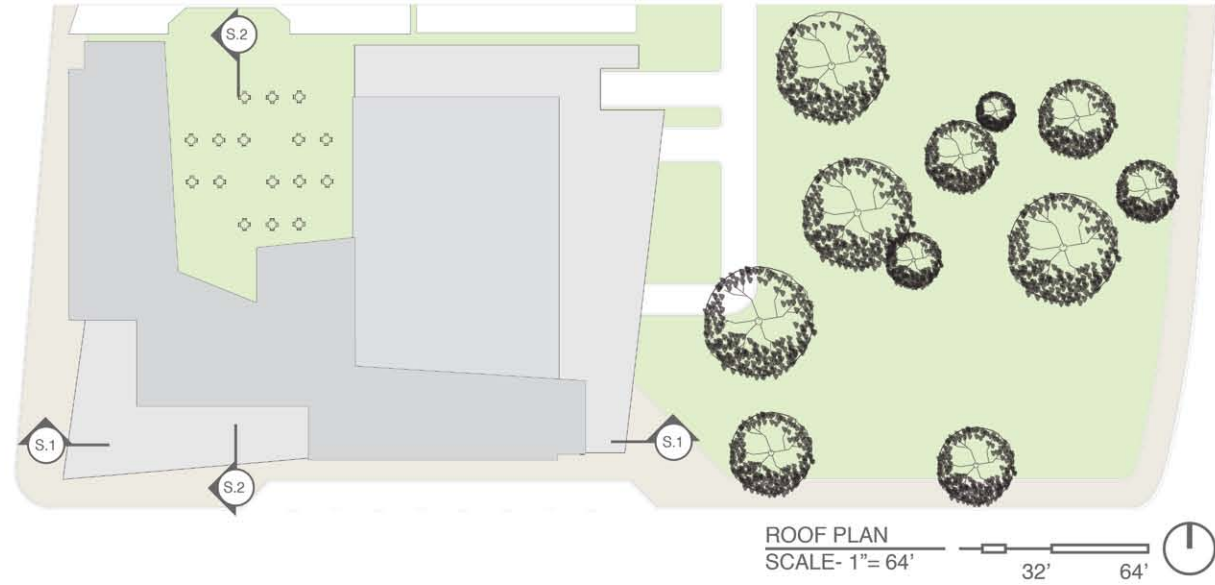 S.2
S.1
S.1
S.2
ROOF PLAN
SCALE- 1"= 64'
32'
64'